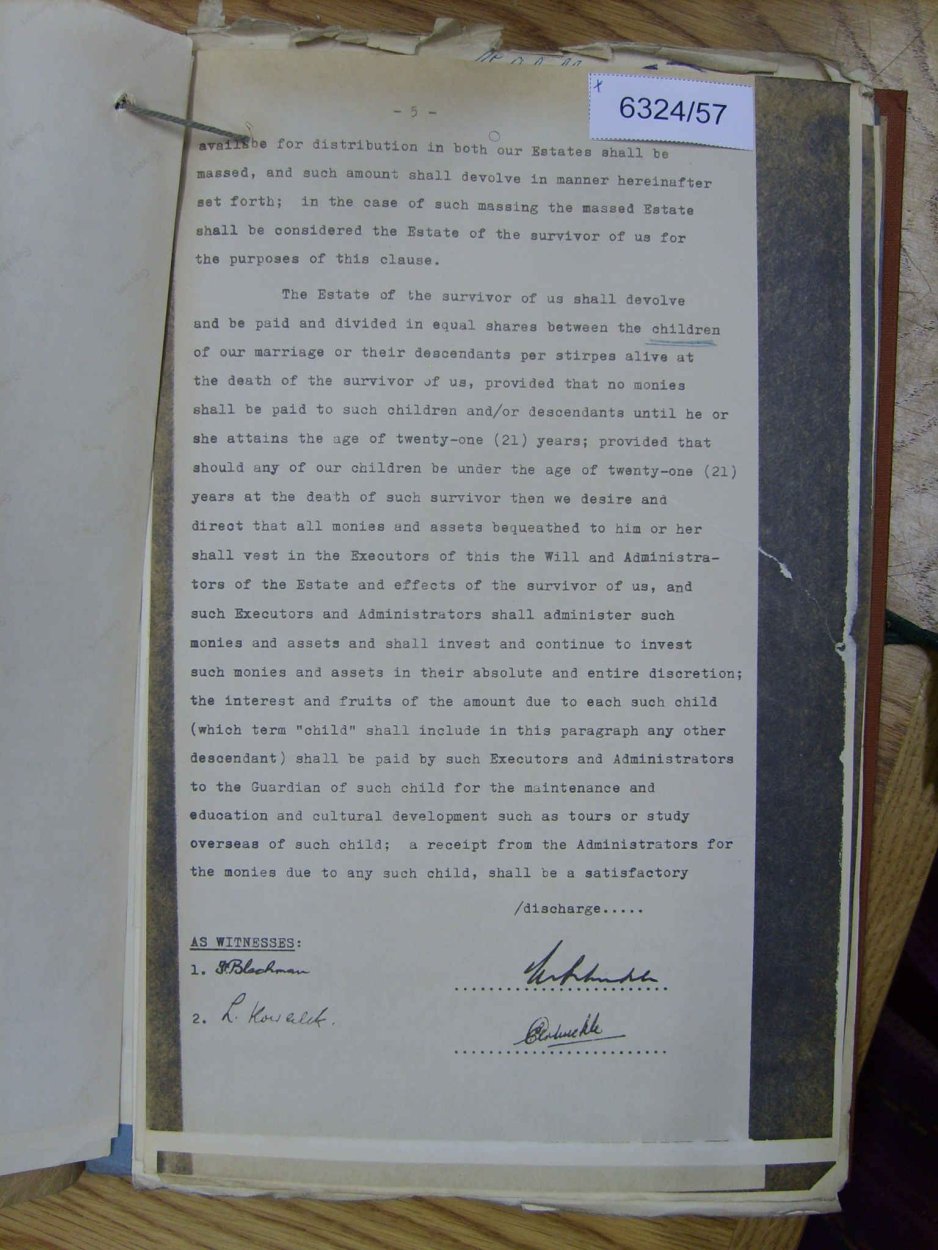 6324/57
- 5 -
availbe for distribution in both our Estates shall be
massed, and such amount shall devolve in manner hereinafter
set forth; in the case of such massing the massed Estate
shall be considered the Estate of the survivor of us for
the purposes of this clause.
The Estate of the survivor of us shall devolve
and be paid and divided in equal shares between the children
of our marriage or their descendants per stirpes alive at
the death of the survivor of us, provided that no monies
shall be paid to such children and/or descendants until he or
she attains the age of twenty-one (21) years; provided that
should any of our children be under the age of twenty-one (21)
years at the death of such survivor then we desire and
direct that all monies and assets bequeathed to him or her
shall vest in the Executors of this the Will and Administra-
tors of the Estate and effects of the survivor of us, and
such Executors and Administrators shall administer such
monies and assets and shall invest and continue to invest
such monies and assets in their absolute and entire discretion;
the interest and fruits of the amount due to each such child
(which term "child" shall include in this paragraph any other
descendant) shall be paid by such Executors and Administrators
to the Guardian of such child for the maintenance and
education and cultural development such as tours or study
overseas of such child; a receipt from the Administrators for
the monies due to any such child, shall be a satisfactory
/discharge.....
AS WITNESSES:
1. Blachman
2. L.